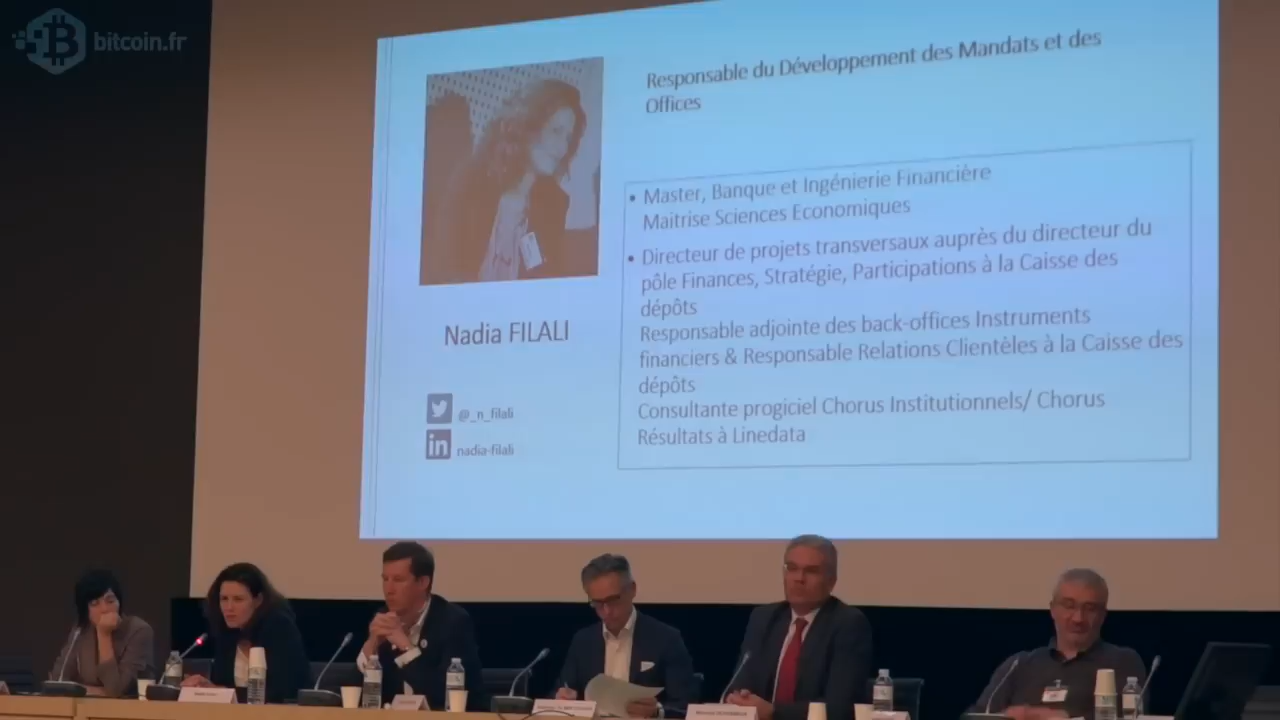 bitcoin.fr
Responsable du Développement des Mandats et des
Offices
• Master, Banque et Ingénierie Financière
Maitrise Sciences Economiques
• Directeur de projets transversaux auprès du directeur du
pôle Finances, Stratégie, Participations à la Caisse des
dépôts
Responsable adjointe des back-offices Instruments
financiers & Responsable Relations Clientèles à la Caisse des
dépôts
Consultante progiciel Chorus Institutionnels/ Chorus
Résultats à Linedata
Nadia FILALI
@_n_filali
in nadia-filali